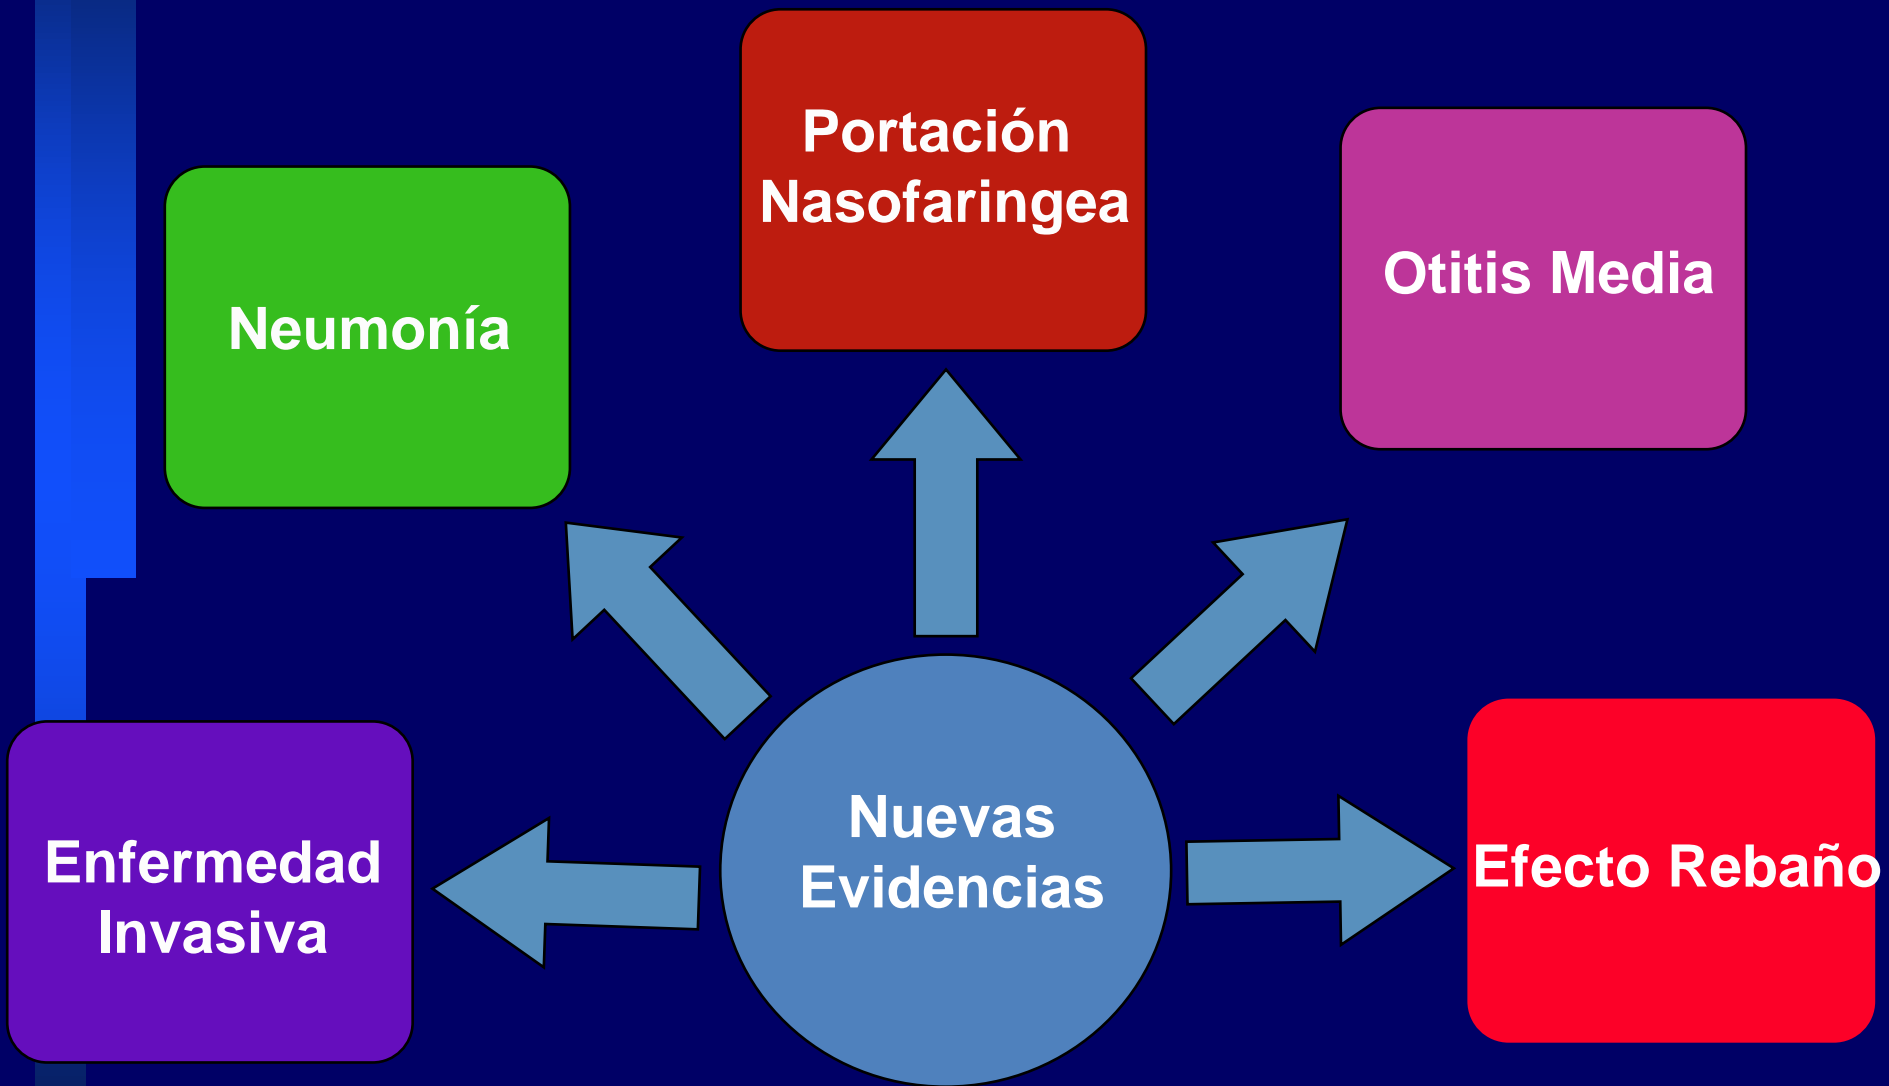 Portación
Nasofaringea
Otitis Media
Neumonía
Enfermedad
Invasiva
Nuevas
Evidencias
Efecto Rebaño